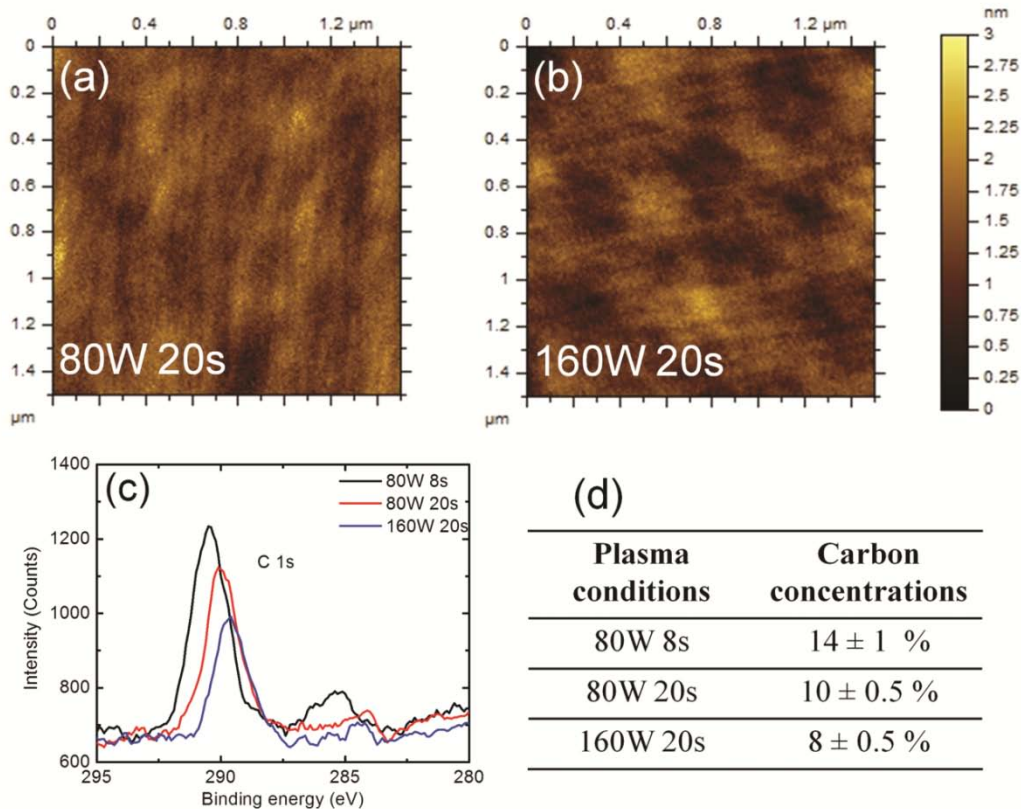 0 0.4 0.8 1.2 µm
0 0.4 0.8 1.2 µm
nm
(a)
0
0.2
0.4
0.6
0.8
1
1.2
1.4
µm
80W 20s
(b)
0
0.2
0.4
0.6
0.8
1
1.2
1.4
µm
160W 20s
3
2.75
2.5
2.25
2
1.75
1.5
1.25
1
0.75
0.5
0.25
0
(c)
80W 8s
80W 20s
160W 20s
C 1s
Intensity (Counts)
1400
1200
1000
800
600
295 290 285 280
Binding energy (eV)
(d)
Plasma conditions Carbon concentrations
80W 8s 14 ± 1 %
80W 20s 10 ± 0.5 %
160W 20s 8 ± 0.5 %